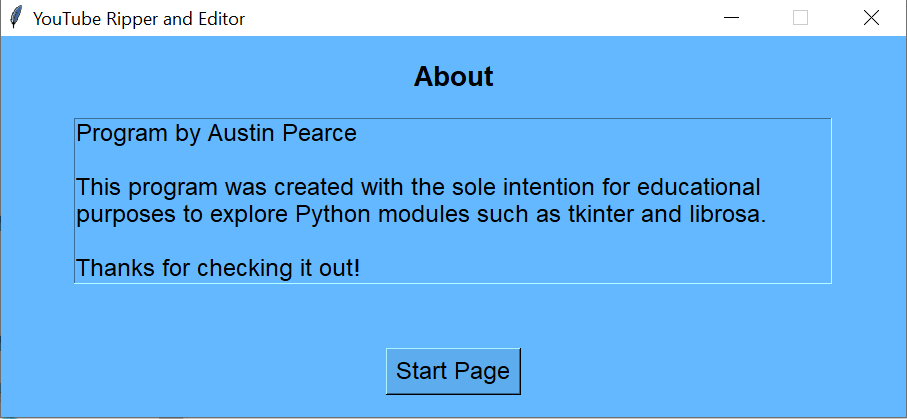 YouTube Ripper and Editor
About
Program by Austin Pearce
This program was created with the sole intention for educational
purposes to explore Python modules such as tkinter and librosa.
Thanks for checking it out!
Start Page